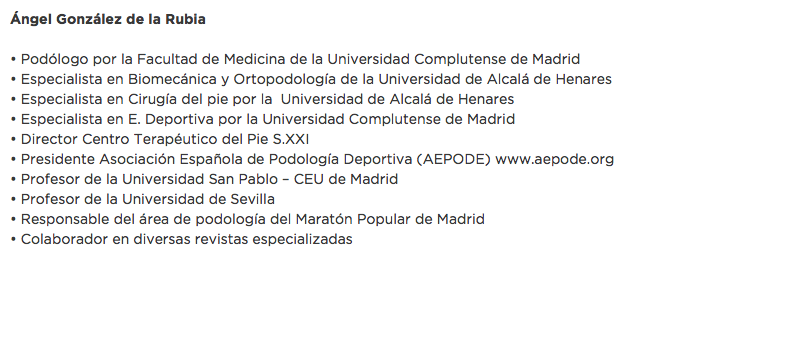 Ángel González de la Rubia
• Podólogo por la Facultad de Medicina de la Universidad Complutense de Madrid
• Especialista en Biomecánica y Ortopodología de la Universidad de Alcalá de Henares
• Especialista en Cirugía del pie por la  Universidad de Alcalá de Henares
• Especialista en E. Deportiva por la Universidad Complutense de Madrid
• Director Centro Terapéutico del Pie S.XXI
• Presidente Asociación Española de Podología Deportiva (AEPODE) www.aepode.org
• Profesor de la Universidad San Pablo – CEU de Madrid
• Profesor de la Universidad de Sevilla
• Responsable del área de podología del Maratón Popular de Madrid
• Colaborador en diversas revistas especializadas